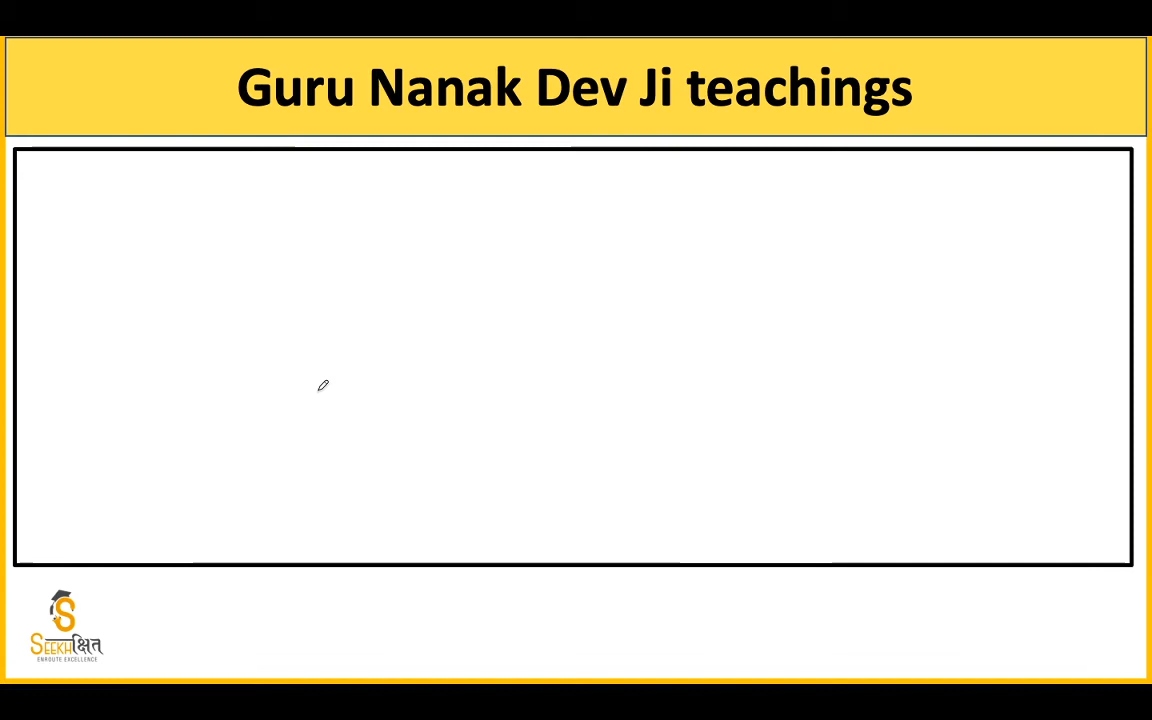 Guru Nanak Dev Ji teachings
SEEKHक्षित
ENROUTE EXCELLENCE